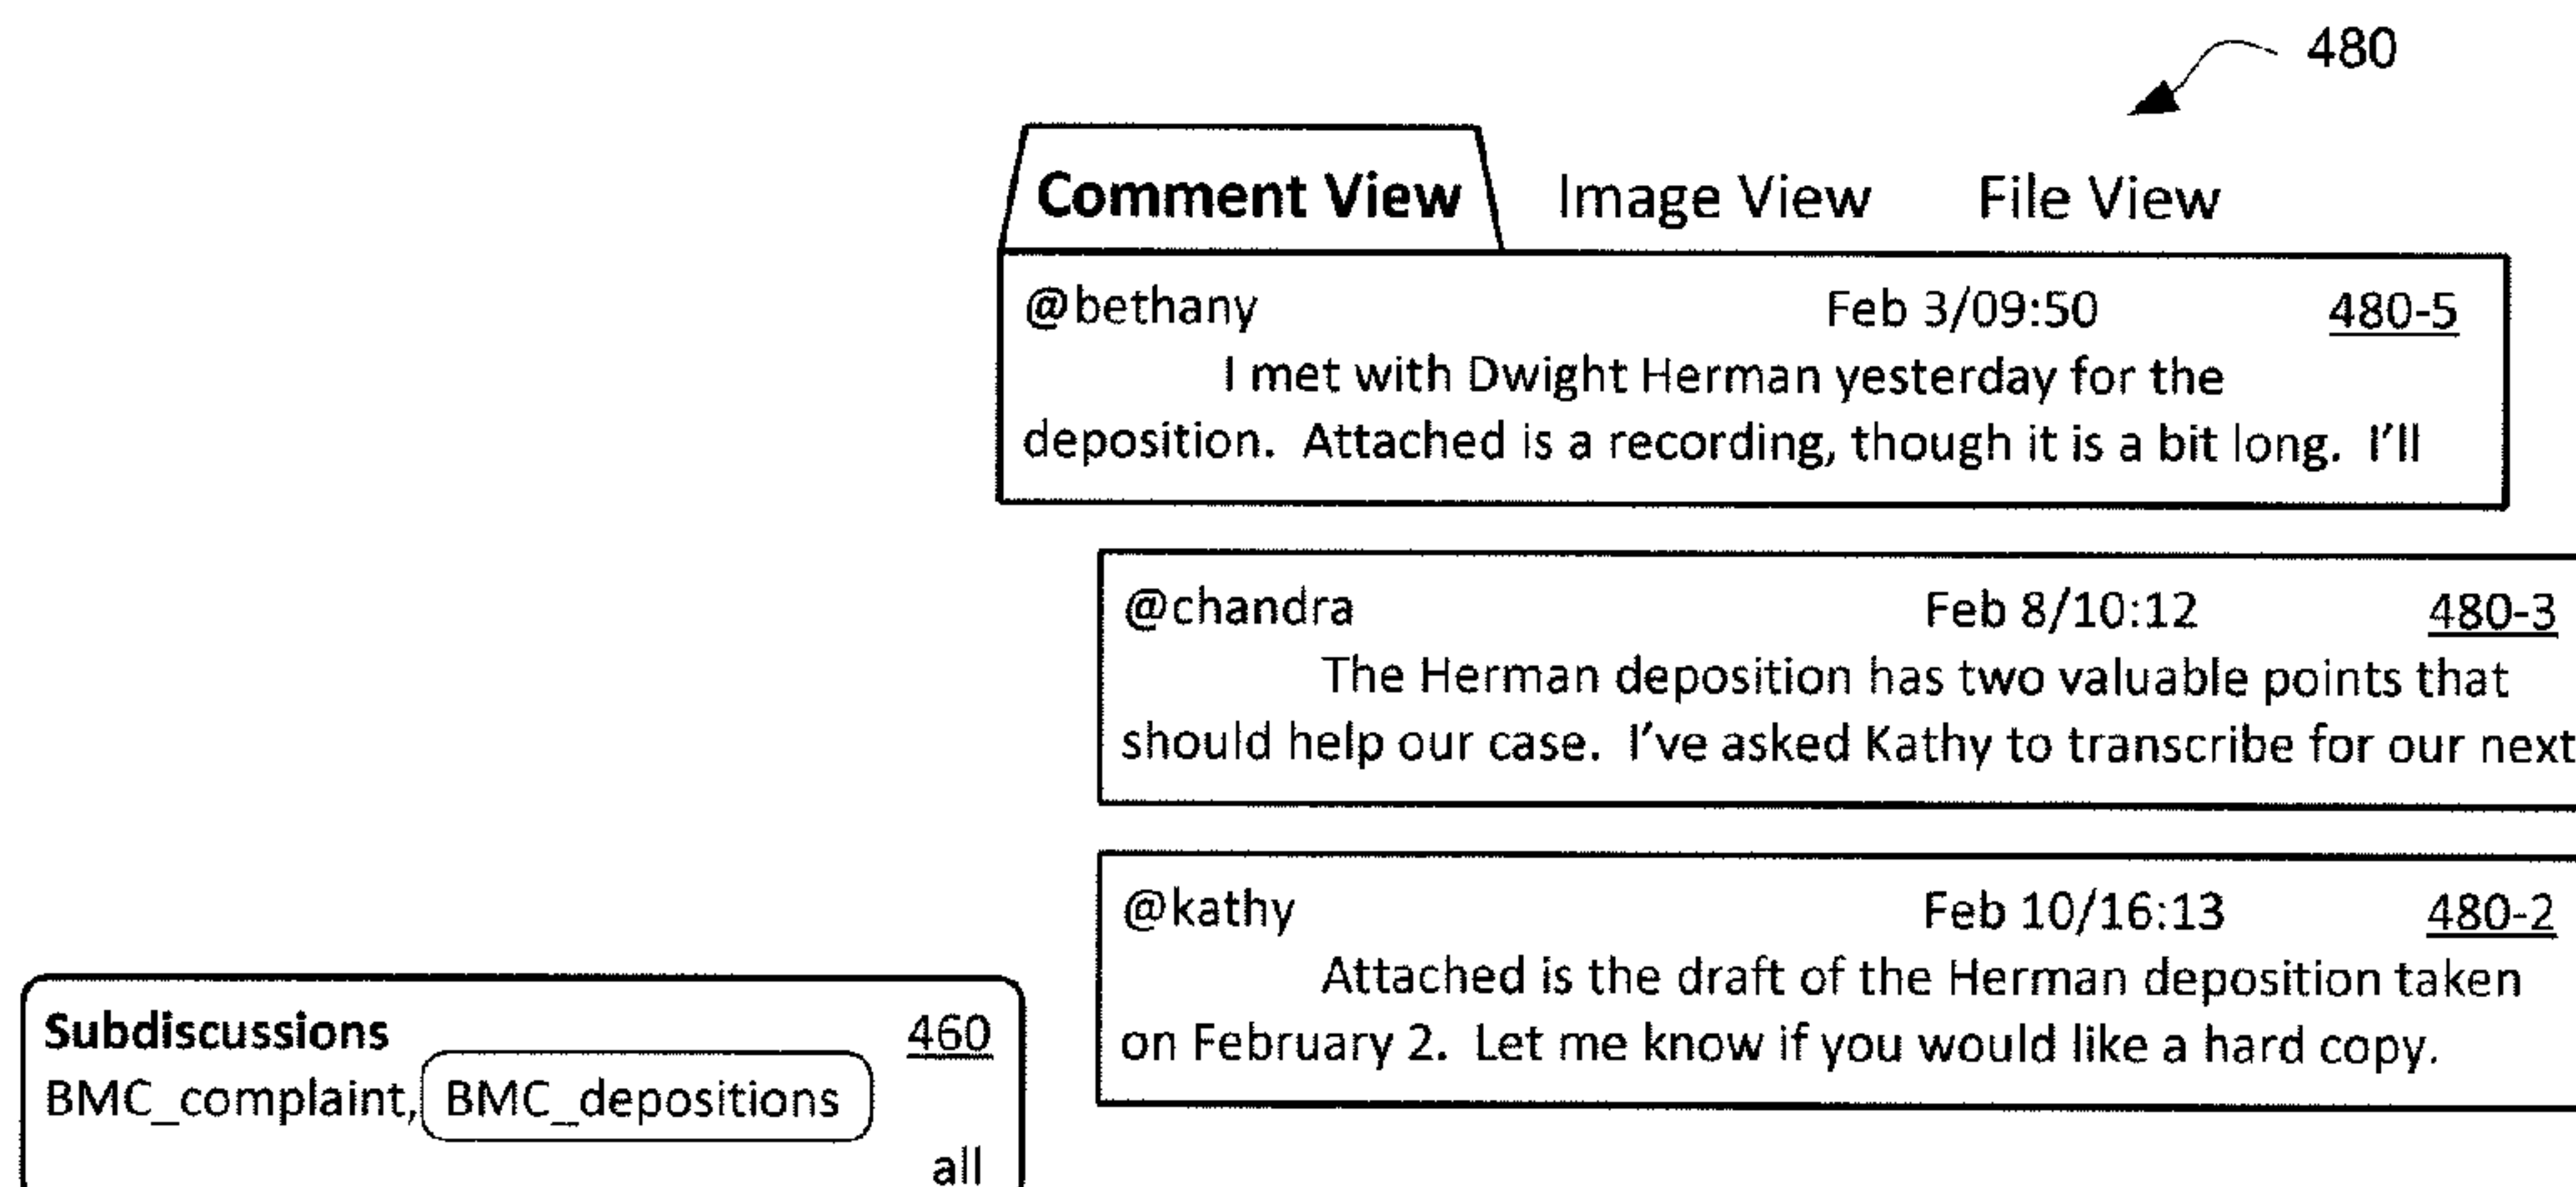 480
Comment View Image View File View
@bethany Feb 3/09:50 480-5
I met with Dwight Herman yesterday for the
deposition. Attached is a recording, though it is a bit long. I'll
@chandra Feb 8/10:12 480-3
The Herman deposition has two valuable points that
should help our case. I've asked Kathy to transcribe for our next
@kathy Feb 10/16:13 480-2
Attached is the draft of the Herman deposition taken
on February 2. Let me know if you would like a hard copy.
Subdiscussions 460
BMC_complaint, BMC_depositions
all